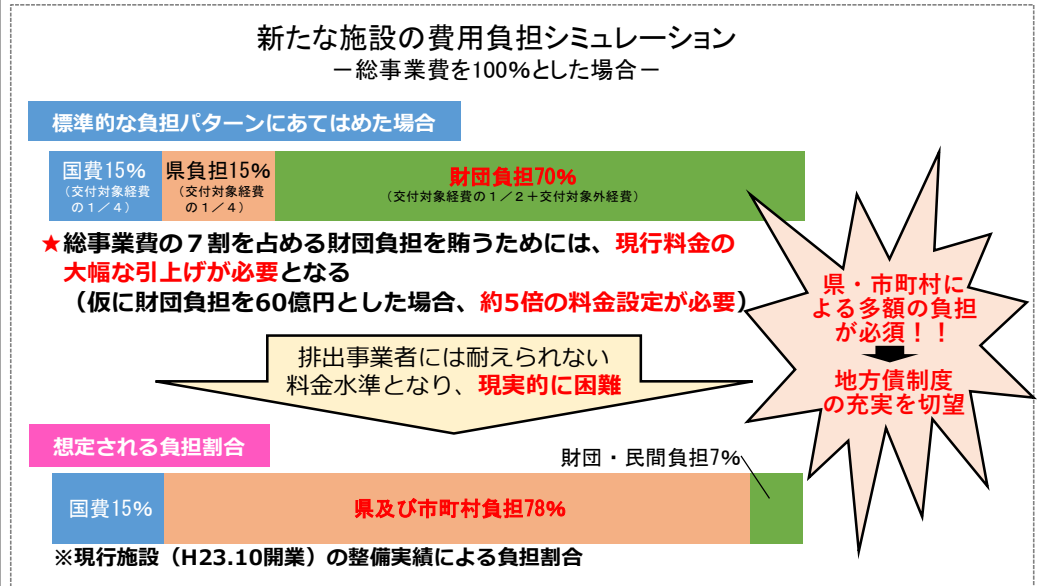 新たな施設の費用負担シミュレーション
－総事業費を100%とした場合－
標準的な負担パターンにあてはめた場合
国費15%
（交付対象経費
の１／４）
県負担15%
（交付対象経費
の１／４）
財団負担70%
（交付対象経費の１／２＋交付対象外経費）
★総事業費の７割を占める財団負担を賄うためには、現行料金の
大幅な引上げが必要となる
（仮に財団負担を60億円とした場合、約5倍の料金設定が必要）
県・市町村に
よる多額の負担
が必須！！
地方債制度
の充実を切望
排出事業者には耐えられない
料金水準となり、現実的に困難
想定される負担割合
財団・民間負担7%
国費15%
県及び市町村負担78%
※現行施設（H23.10開業）の整備実績による負担割合